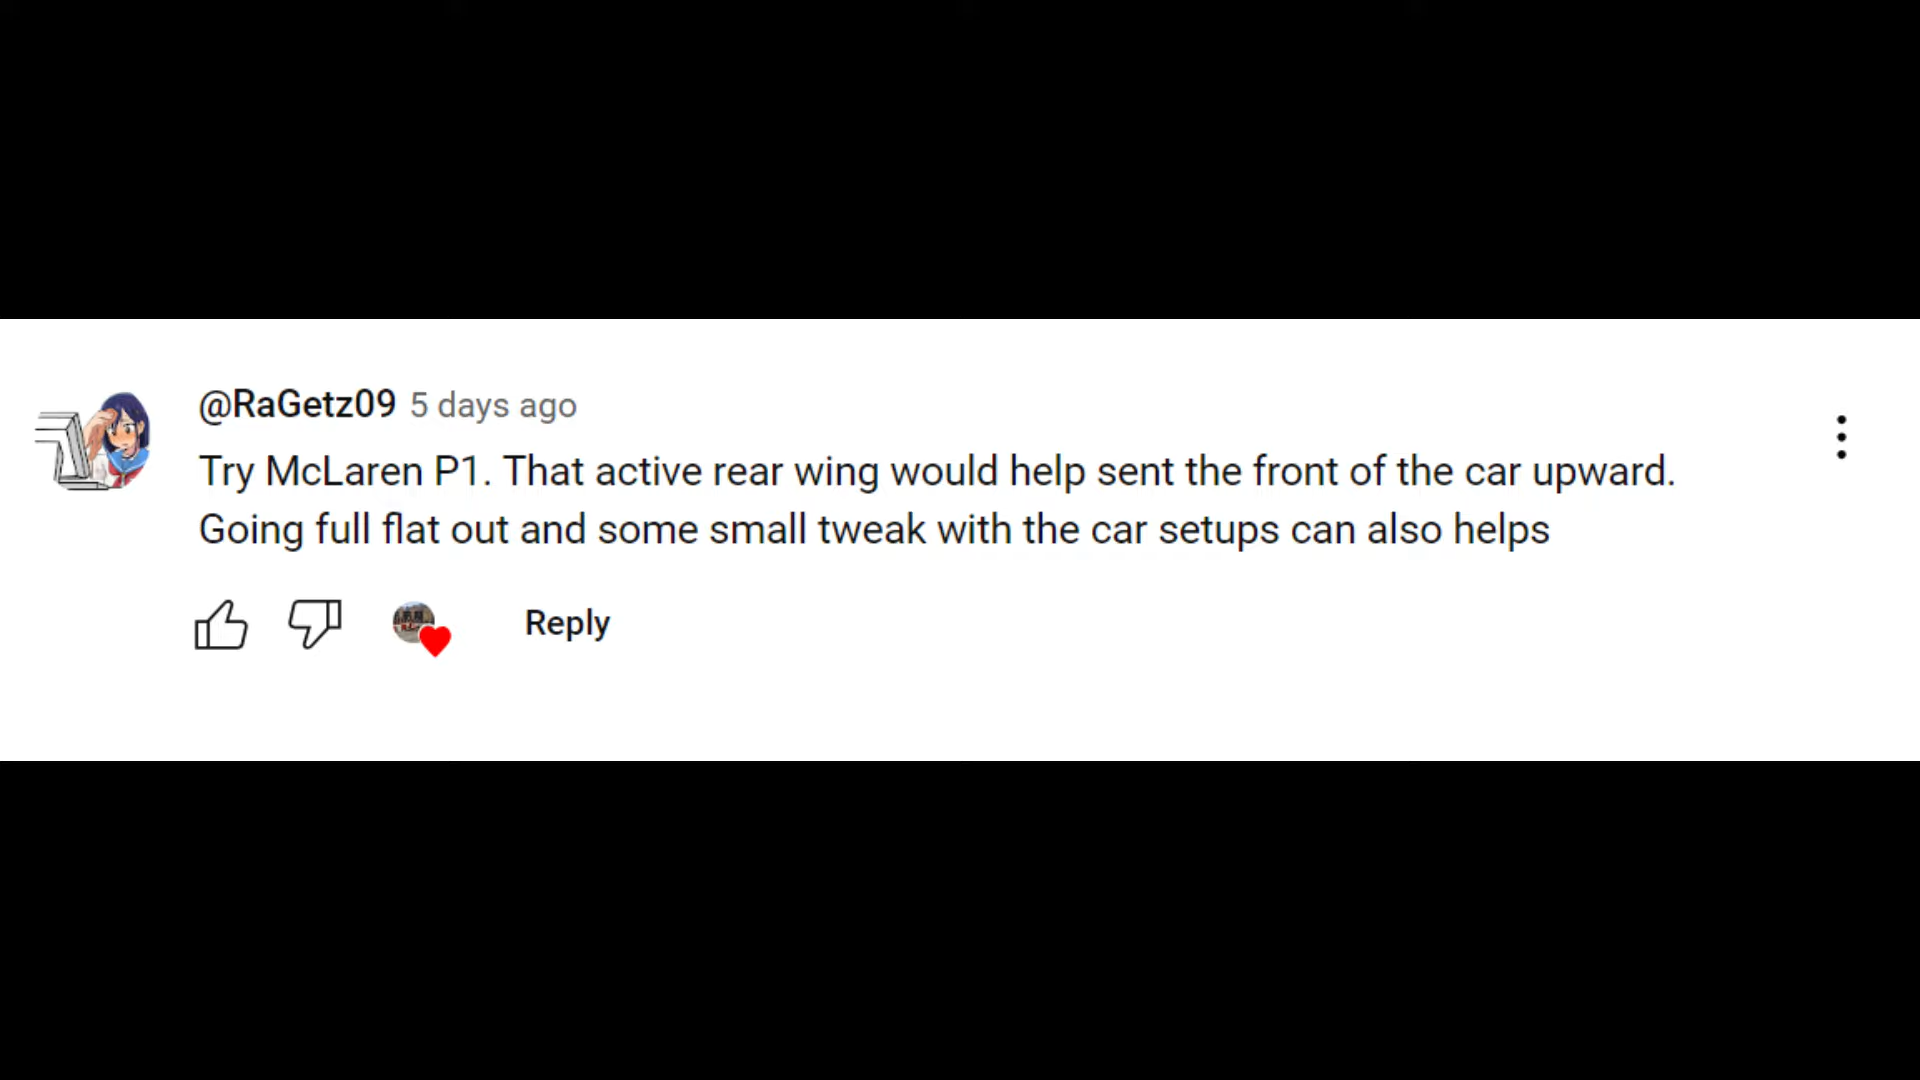 @RaGetz09 5 days ago
Try McLaren P1. That active rear wing would help sent the front of the car upward.
Going full flat out and some small tweak with the car setups can also helps
Reply